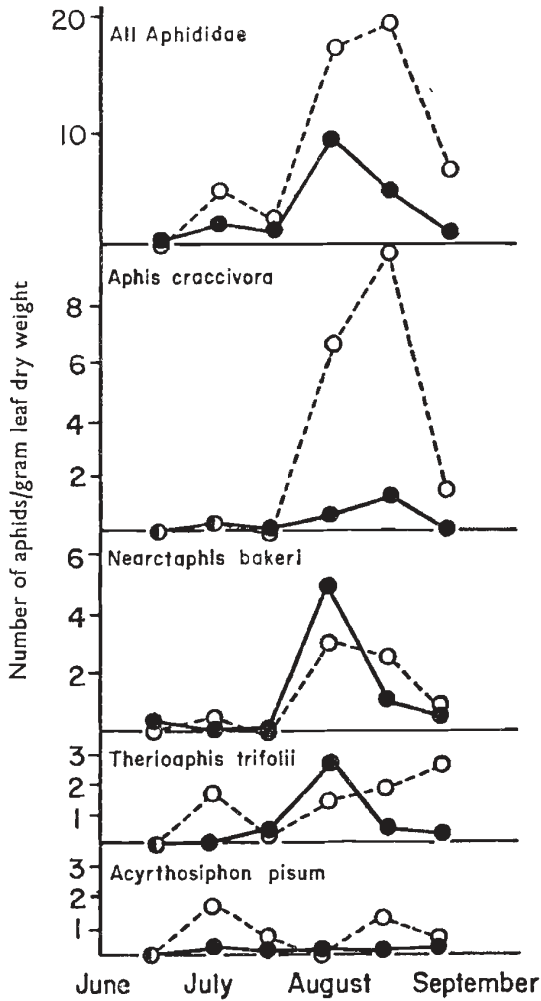 20
All Aphididae
10
Aphis craccivora
8
6
4
2
6
Nearctaphis bakeri
4
2
3
Therioaphis trifolii
2
1
3
Acyrthosiphon pisum
2
1
June July August September
Number of aphids/gram leaf dry weight